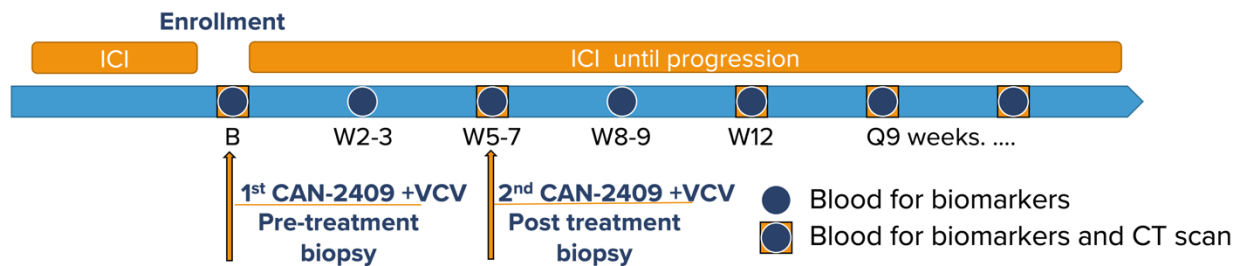 Enrollment
ICI
ICI until progression
B
W2-3
W5-7
W8-9
W12
Q9 weeks. ....
1st CAN-2409 +VCV
Pre-treatment
biopsy
2nd CAN-2409 +VCV
Post treatment
biopsy
Blood for biomarkers
Blood for biomarkers and CT scan